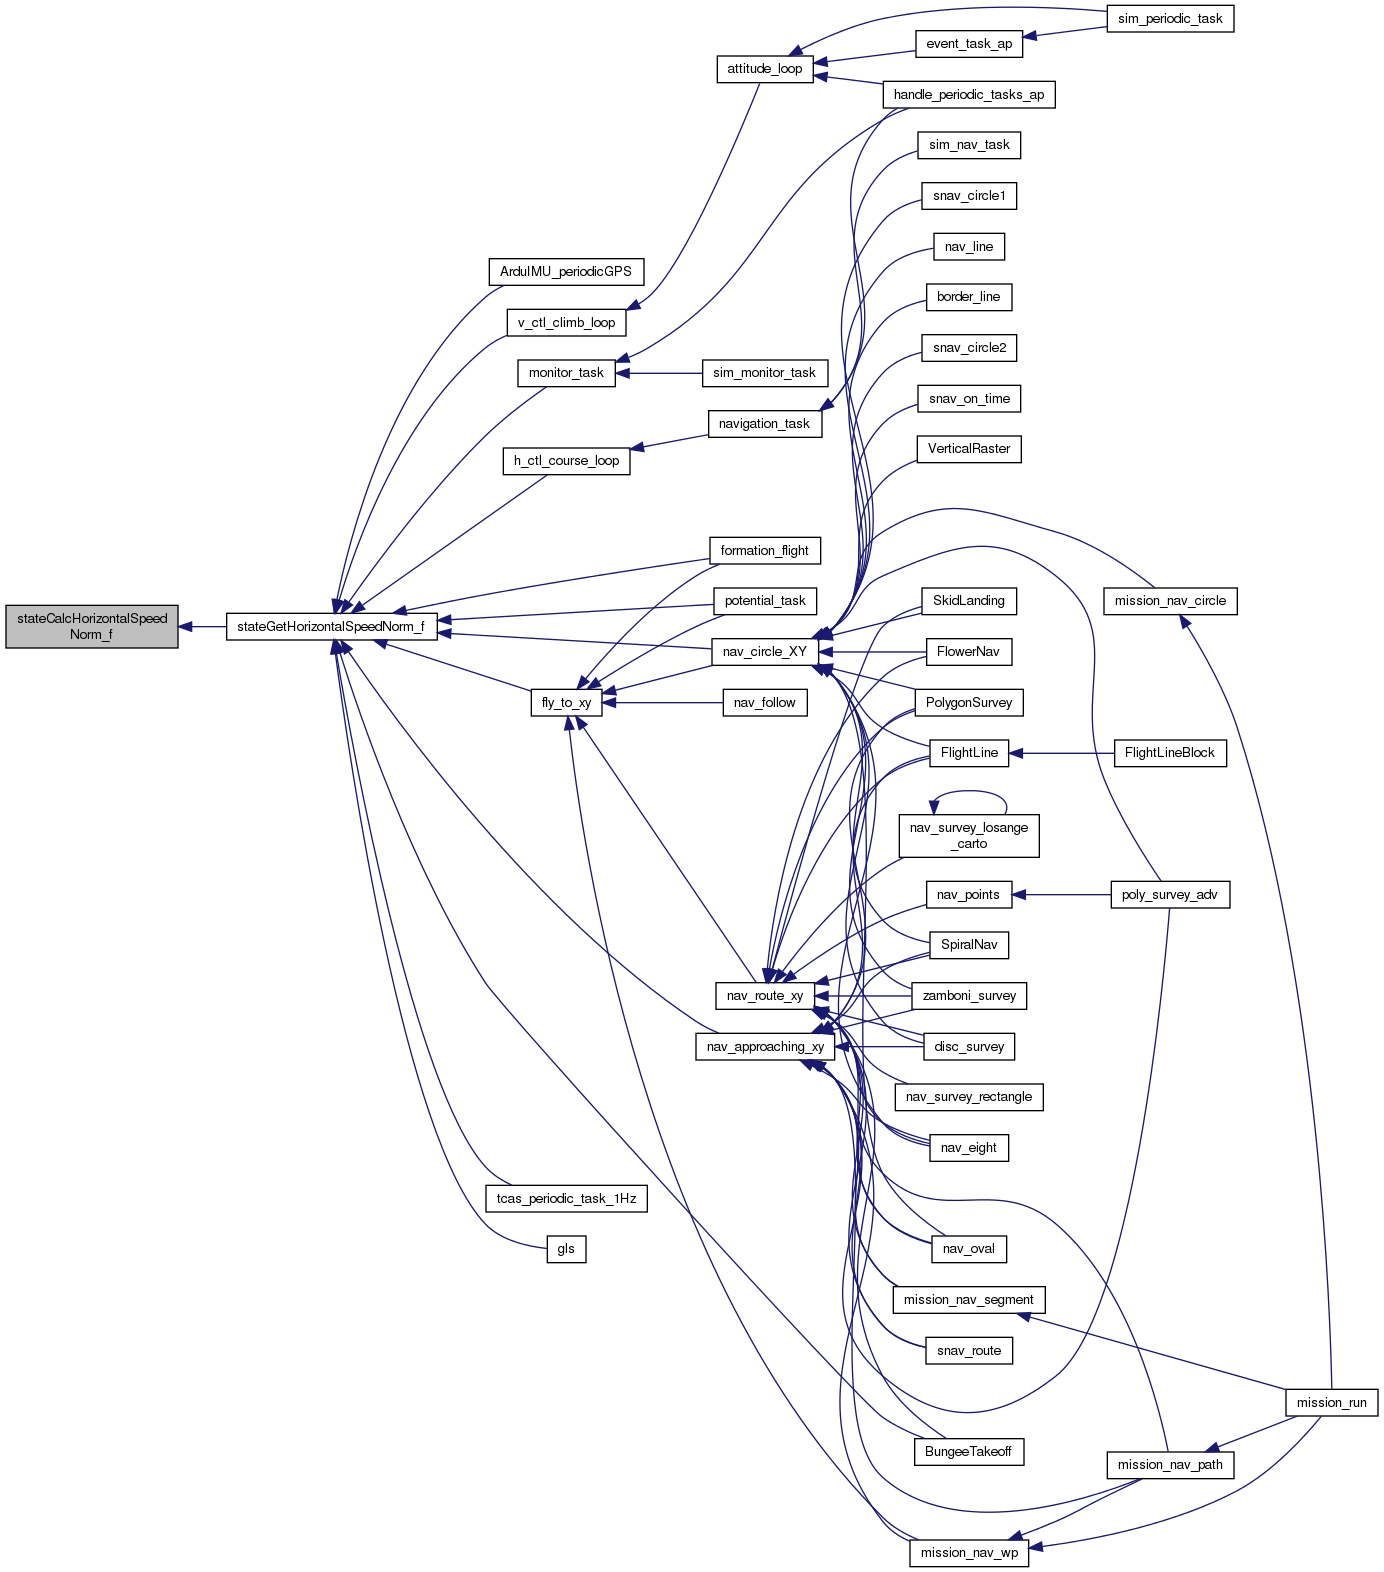 sim_periodic_task
event_task_ap
attitude_loop
handle_periodic_tasks_ap
sim_nav_task
snav_circle1
nav_line
ArduIMU_periodicGPS
border_line
v_ctl_climb_loop
snav_circle2
monitor_task
sim_monitor_task
snav_on_time
navigation_task
VerticalRaster
h_ctl_course_loop
formation_flight
potential_task
SkidLanding
mission_nav_circle
stateCalcHorizontalSpeed
Norm_f
stateGetHorizontalSpeedNorm_f
nav_circle_XY
FlowerNav
fly_to_xy
nav_follow
PolygonSurvey
FlightLine
FlightLineBlock
nav_survey_losange
_carto
nav_points
poly_survey_adv
SpiralNav
nav_route_xy
zamboni_survey
nav_approaching_xy
disc_survey
nav_survey_rectangle
nav_eight
tcas_periodic_task_1Hz
gls
nav_oval
mission_nav_segment
snav_route
mission_run
BungeeTakeoff
mission_nav_path
mission_nav_wp